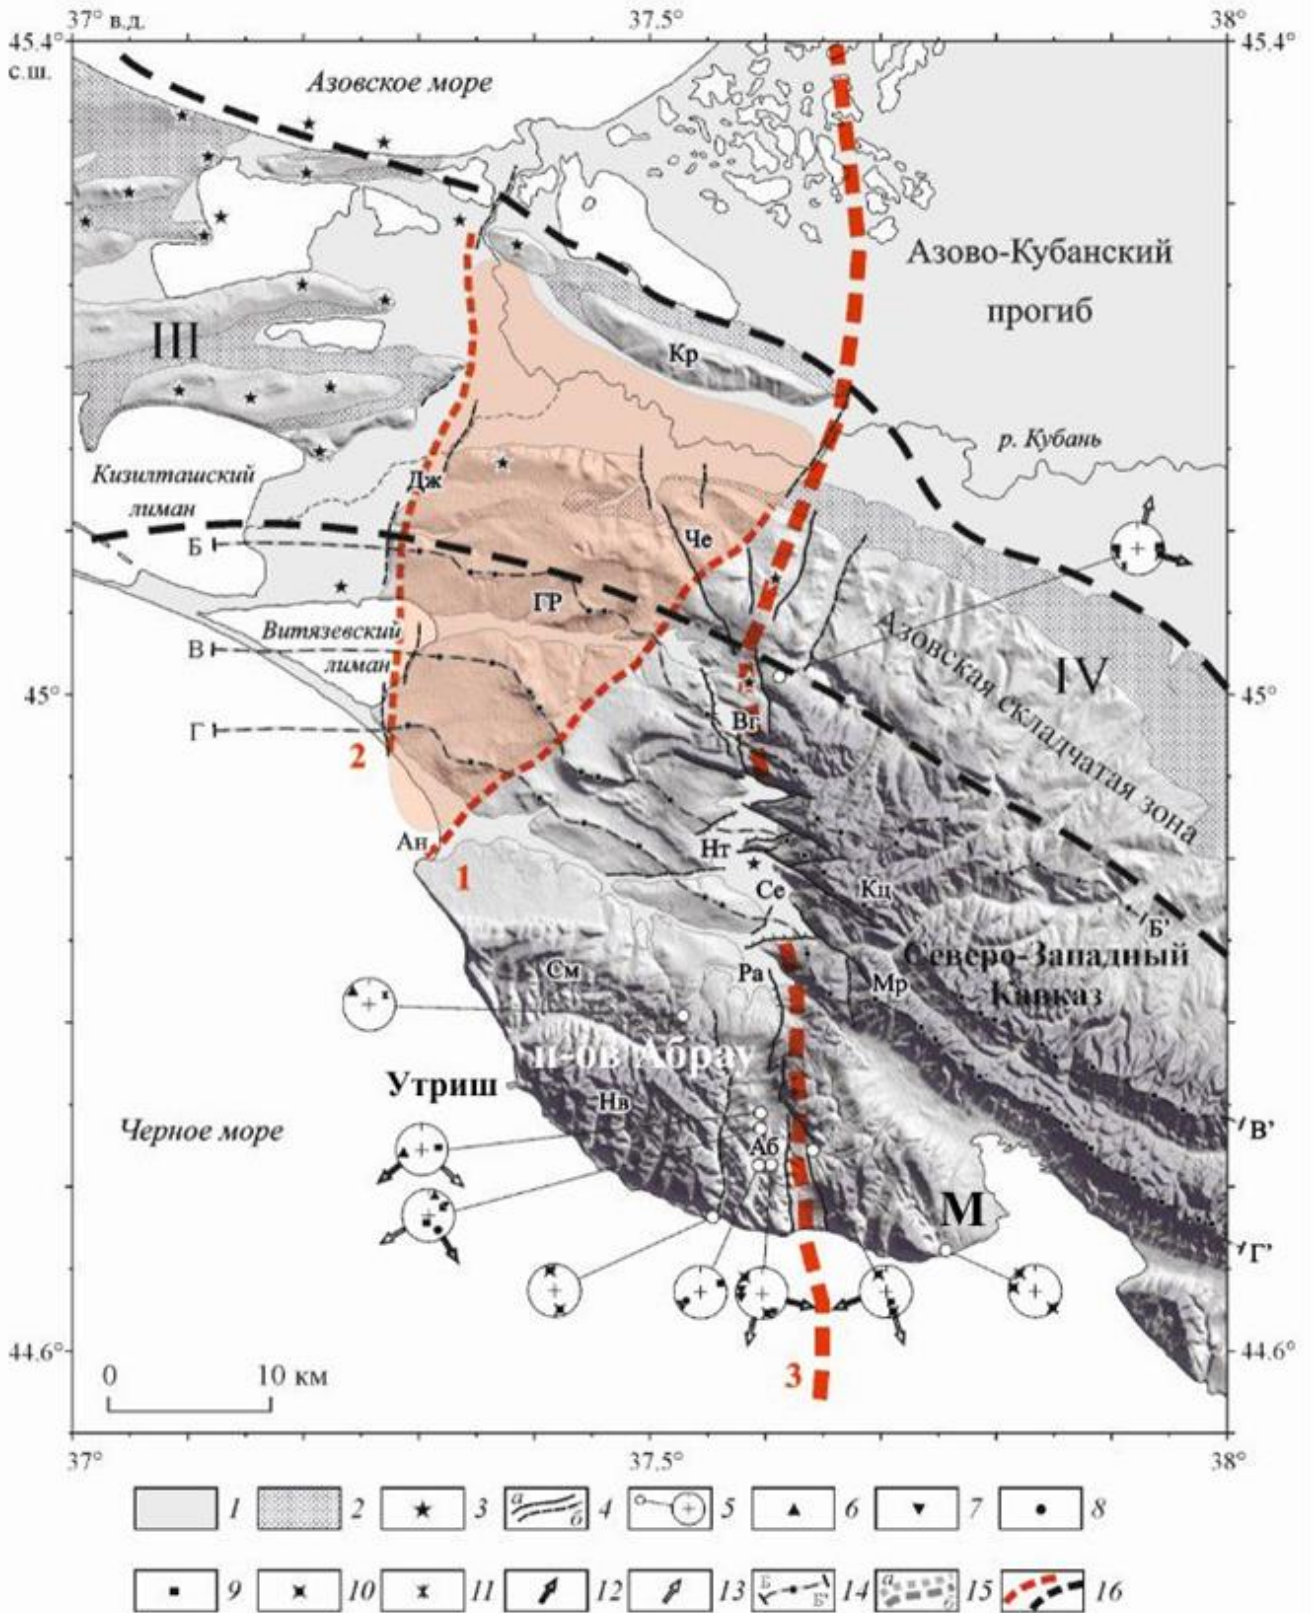 37° в.д.
37.5°
38°
45.4°
с.ш.
45.4°
Азовское море
Азово-Кубанский
прогиб
III
Кр
р. Кубань
Кизилташский
лиман
Дж
Че
Б
ГР
Витязевский
лиман
В
Азовская складчатая зона
IV
45°
45°
Г
2
Вг
Ан
1
Нт
Се
Кц
Б'
Северо-Западный
Кавказ
См
Ра
Мр
п-ов Абрау
Утриш
Нв
Черное море
Аб
В'
М
Г'
44.6°
44.6°
0
10 км
3
37°
37.5°
38°
1
2
3
а
б
4
5
6
7
8
9
10
11
12
13
Б
Б'
14
а
б
15
16